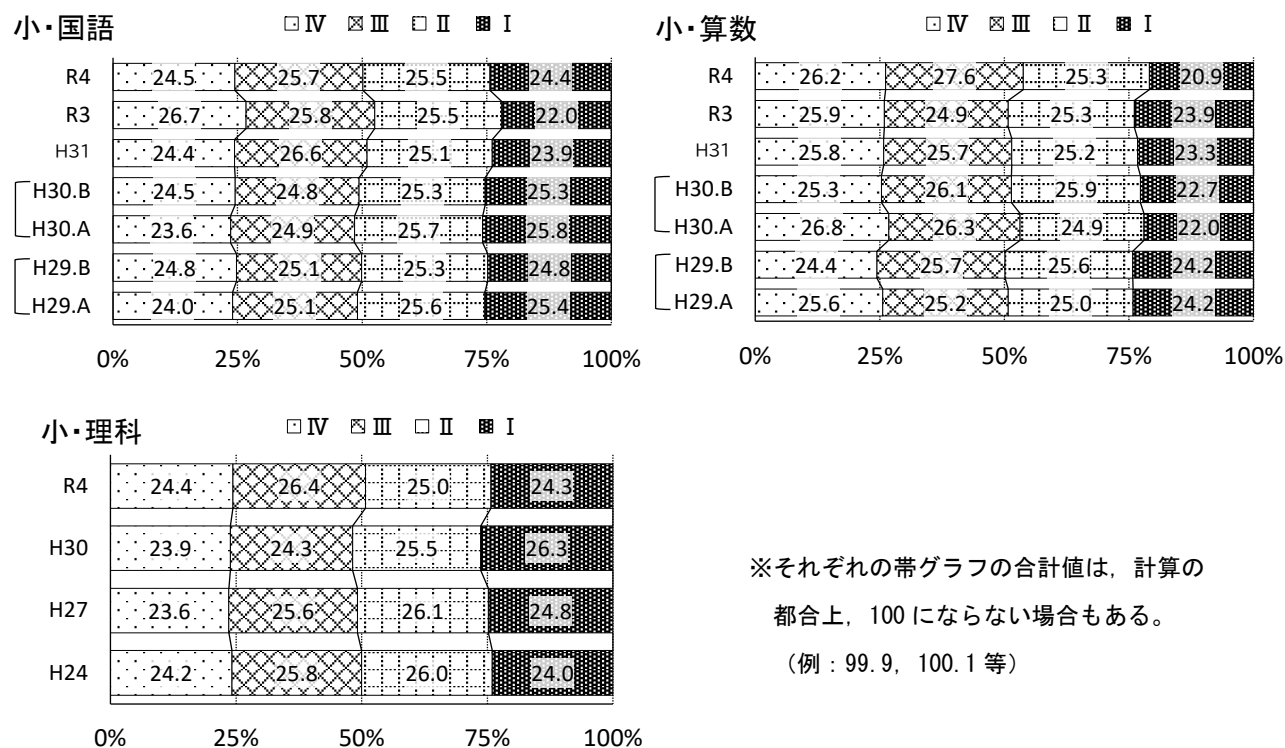 小・国語
□Ⅳ ☒Ⅲ □Ⅱ ■Ⅰ
R4 24.5 25.7 25.5 24.4
R3 26.7 25.8 25.5 22.0
H31 24.4 26.6 25.1 23.9
H30.B 24.5 24.8 25.3 25.3
H30.A 23.6 24.9 25.7 25.8
H29.B 24.8 25.1 25.3 24.8
H29.A 24.0 25.1 25.6 25.4
0% 25% 50% 75% 100%
小・算数
□Ⅳ ☒Ⅲ □Ⅱ ■Ⅰ
R4 26.2 27.6 25.3 20.9
R3 25.9 24.9 25.3 23.9
H31 25.8 25.7 25.2 23.3
H30.B 25.3 26.1 25.9 22.7
H30.A 26.8 26.3 24.9 22.0
H29.B 24.4 25.7 25.6 24.2
H29.A 25.6 25.2 25.0 24.2
0% 25% 50% 75% 100%
小・理科
□Ⅳ ☒Ⅲ □Ⅱ ■Ⅰ
R4 24.4 26.4 25.0 24.3
H30 23.9 24.3 25.5 26.3
H27 23.6 25.6 26.1 24.8
H24 24.2 25.8 26.0 24.0
0% 25% 50% 75% 100%
※それぞれの帯グラフの合計値は，計算の
都合上，100 にならない場合もある。
（例：99.9，100.1 等）